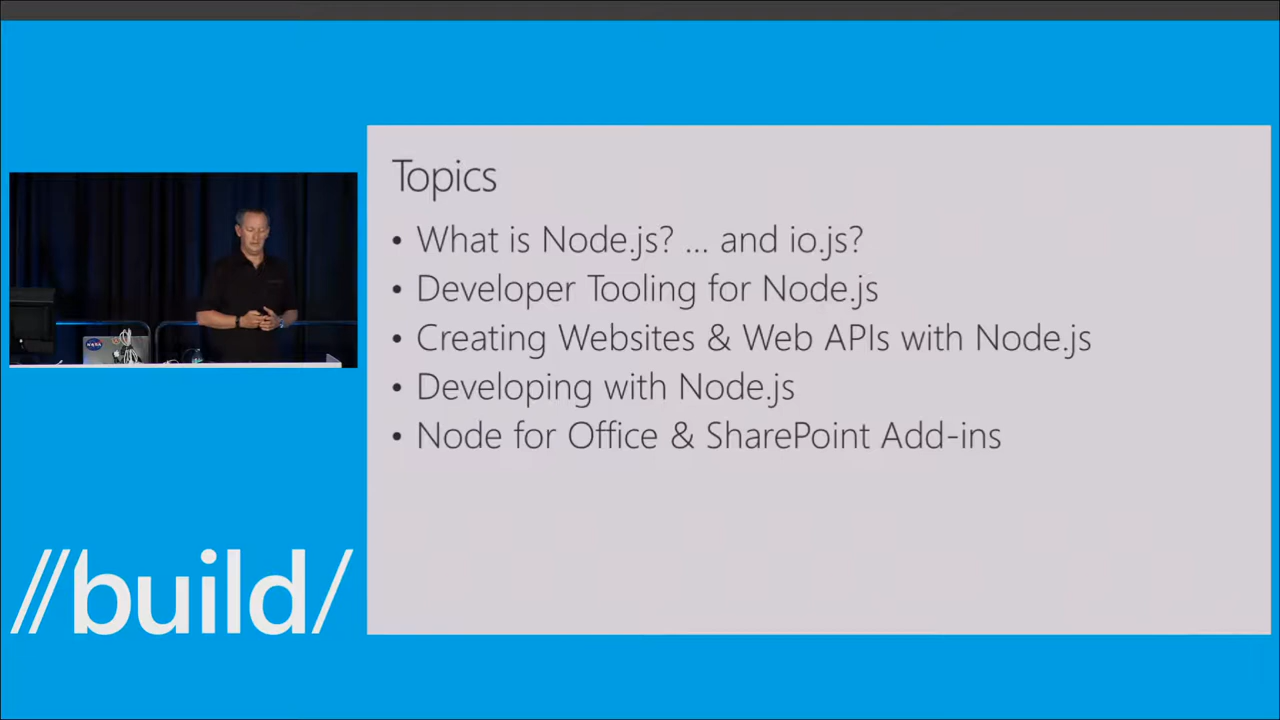 Topics
• What is Node.js? ... and io.js?
• Developer Tooling for Node.js
• Creating Websites & Web APIs with Node.js
• Developing with Node.js
• Node for Office & SharePoint Add-ins
NASA
//build/